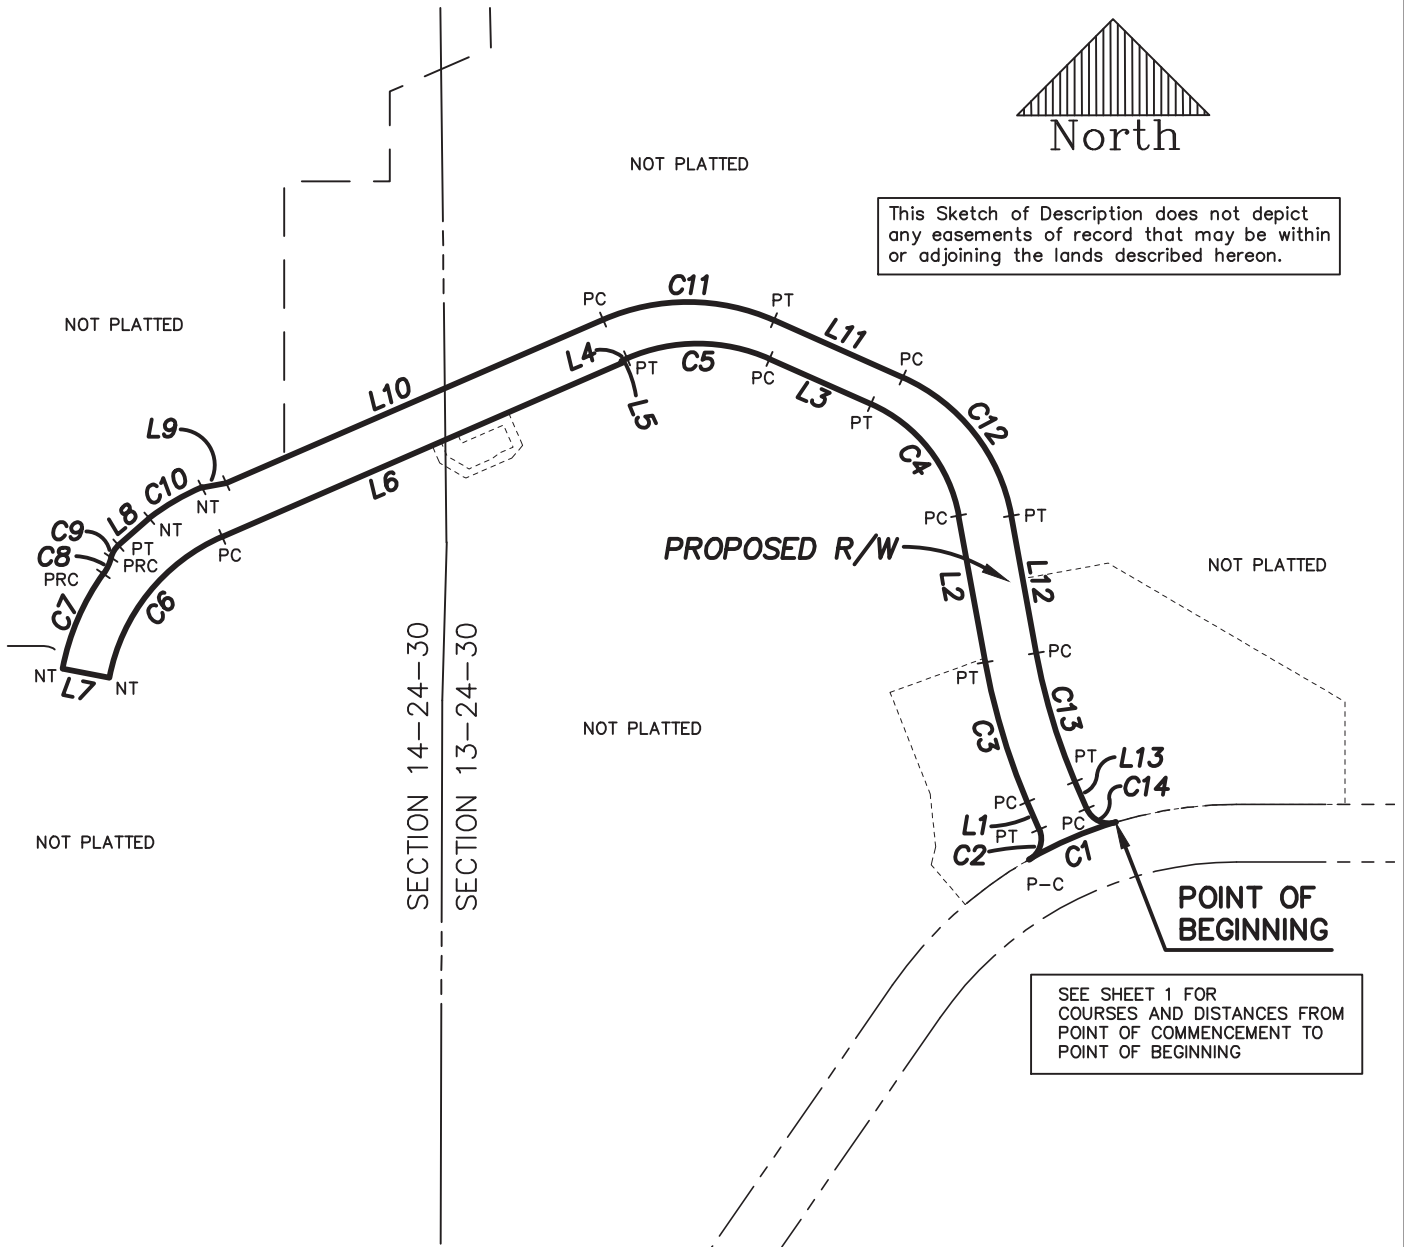 North
NOT PLATTED
This Sketch of Description does not depict
any easements of record that may be within
or adjoining the lands described hereon.
C11
PC
PT
NOT PLATTED
L11
L4
PT
C5
PC
PC
L10
L3
L5
PT
C12
L9
C4
L6
C10
NT
L8
NT
C9
PT
C8
PRC
PRC
PC
PC
PT
PROPOSED R/W
L2
L12
NOT PLATTED
C7
C6
NT
L7
NT
SECTION 14-24-30
SECTION 13-24-30
PC
PT
C13
NOT PLATTED
C3
PT
L13
C14
PC
L1
PT
PC
C2
C1
P-C
NOT PLATTED
POINT OF
BEGINNING
SEE SHEET 1 FOR
COURSES AND DISTANCES FROM
POINT OF COMMENCEMENT TO
POINT OF BEGINNING